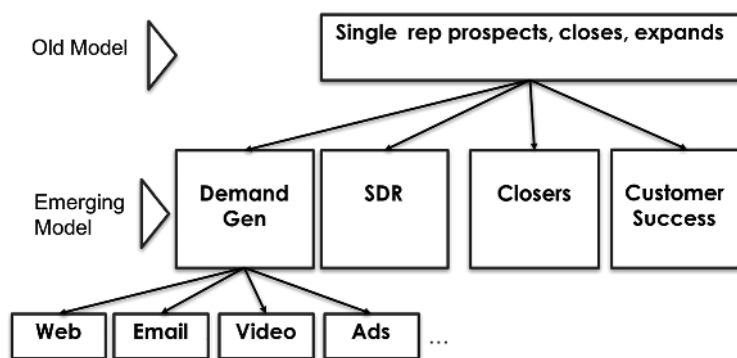 Old Model
Single rep prospects, closes, expands
Emerging
Model
Demand
Gen
SDR
Closers
Customer
Success
Web
Email
Video
Ads
...